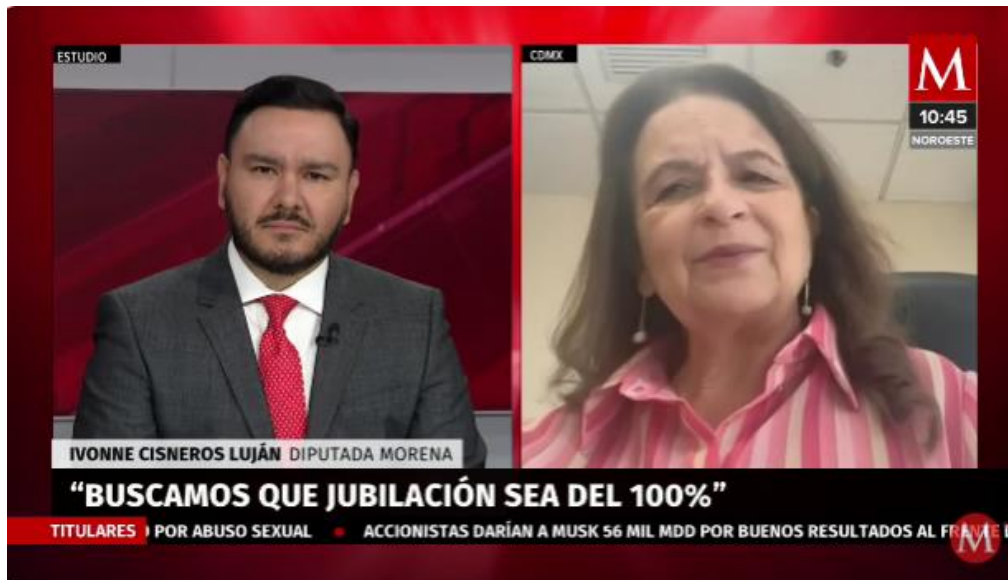 ESTUDIO
CDMX
M
10:45
NOROESTE
IVONNE CISNEROS LUJÁN DIPUTADA MORENA
“BUSCAMOS QUE JUBILACIÓN SEA DEL 100%”
TITULARES
POR ABUSO SEXUAL • ACCIONISTAS DARÍAN A MUSK 56 MIL MDD POR BUENOS RESULTADOS AL FRENTE
M